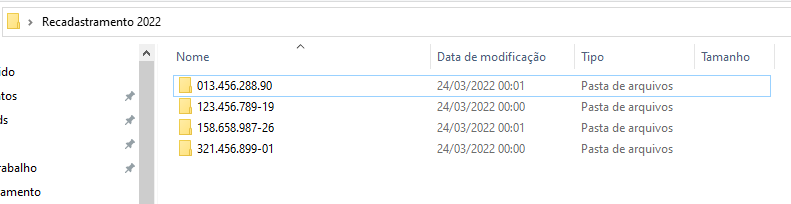 Recadastramento 2022
Nome Data de modificação Tipo Tamanho
ido
013.456.288.90 24/03/2022 00:01 Pasta de arquivos
ntos
123.456.789-19 24/03/2022 00:00 Pasta de arquivos
ds
158.658.987-26 24/03/2022 00:01 Pasta de arquivos
321.456.899-01 24/03/2022 00:00 Pasta de arquivos
rabalho
amento